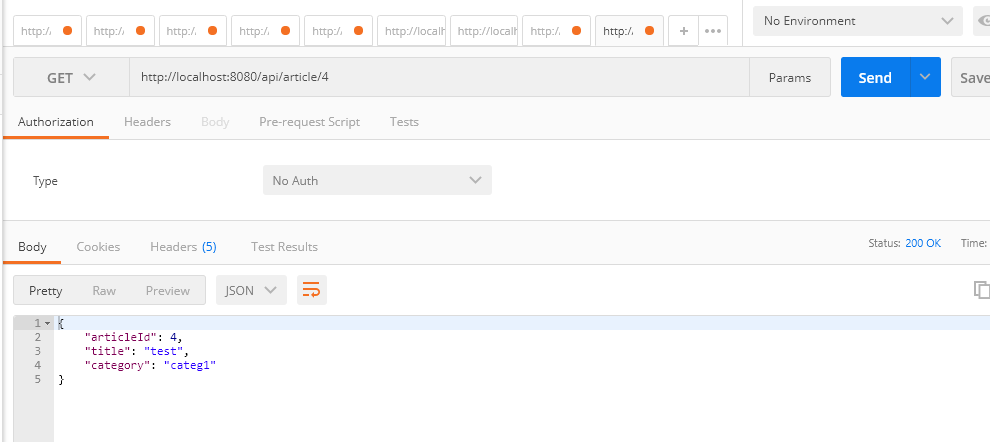 http:/ http:/ http:/ http:/ http:/ http://localh http://localh http:/ http:/ + ••• No Environment
GET http://localhost:8080/api/article/4 Params Send Save
Authorization Headers Body Pre-request Script Tests
Type No Auth
Body Cookies Headers (5) Test Results Status: 200 OK Time:
Pretty Raw Preview JSON
1 {
2 "articleId": 4,
3 "title": "test",
4 "category": "categ1"
5 }